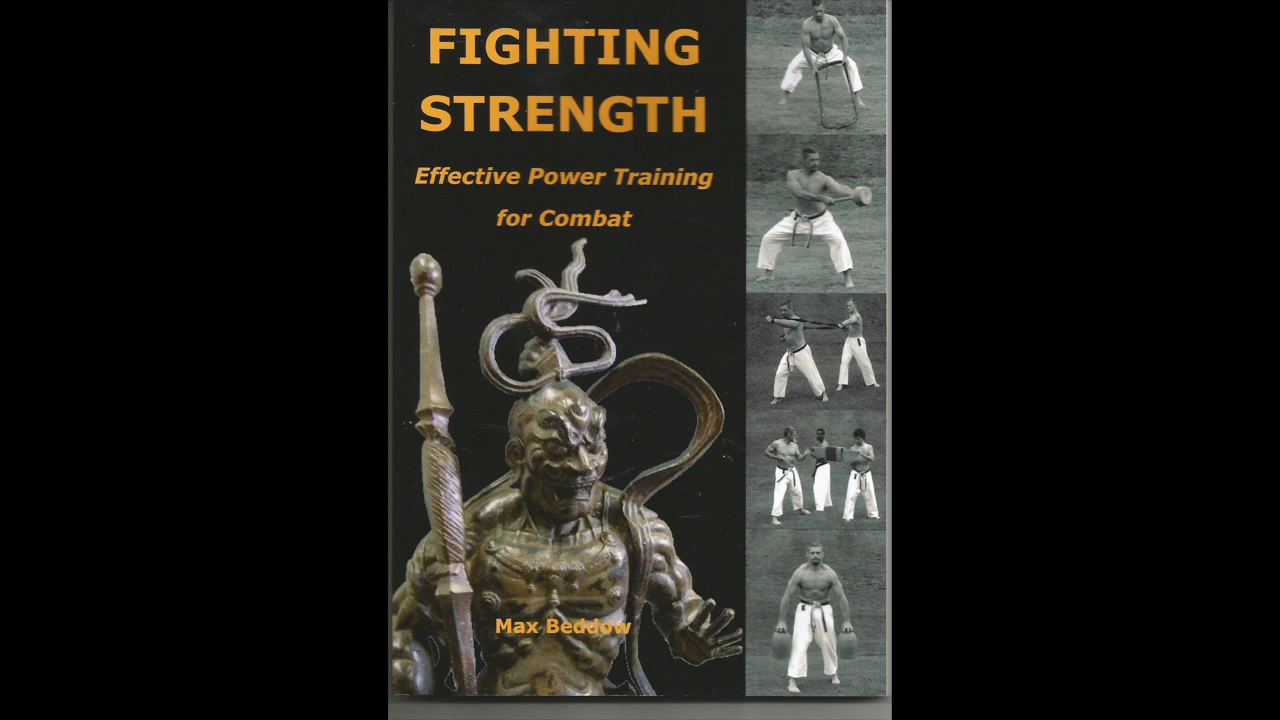 FIGHTING
STRENGTH
Effective Power Training
for Combat
Max Beddow